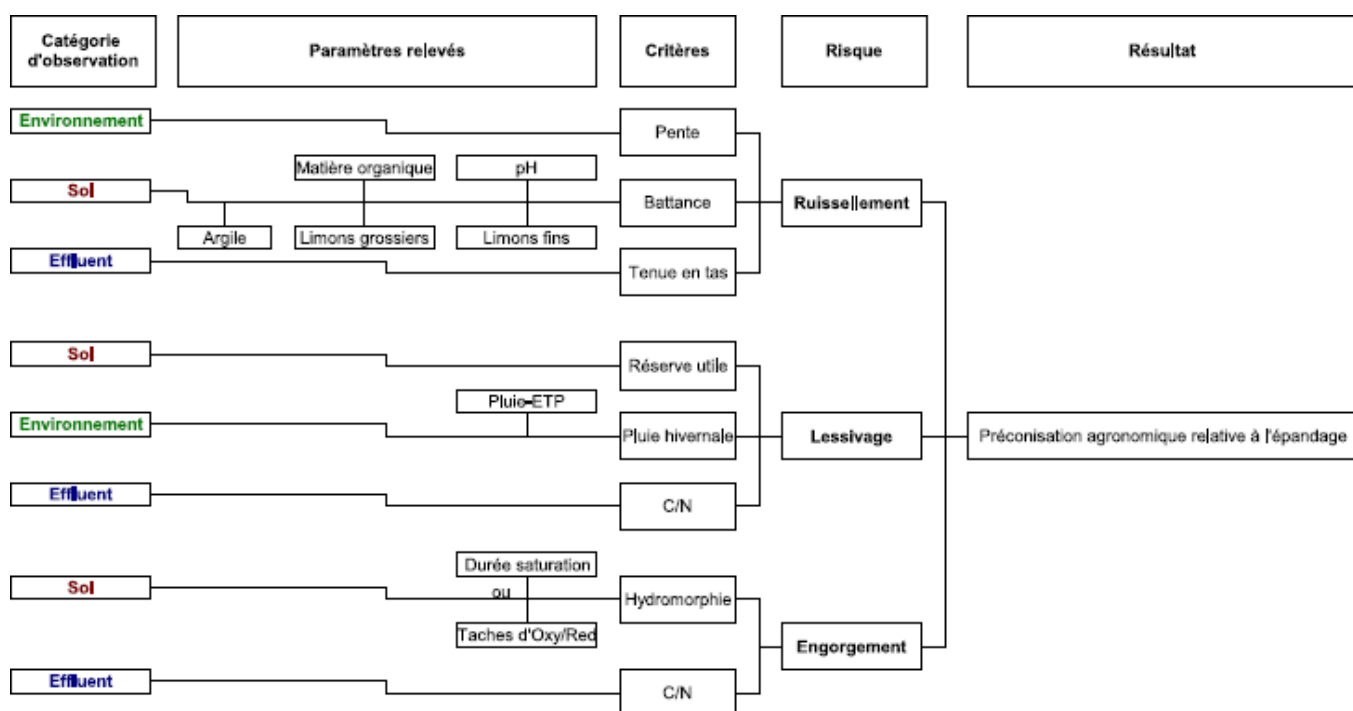 Catégorie
d'observation
Paramètres relevés
Critères
Risque
Résultat
Environnement
Pente
Matière organique
pH
Sol
Battance
Ruissellement
Argile
Limons grossiers
Limons fins
Effluent
Tenue en tas
Sol
Réserve utile
Pluie-ETP
Environnement
Pluie hivernale
Lessivage
Préconisation agronomique relative à l'épandage
Effluent
C/N
Durée saturation
Sol
ou
Hydromorphie
Taches d'Oxy/Red
Engorgement
Effluent
C/N